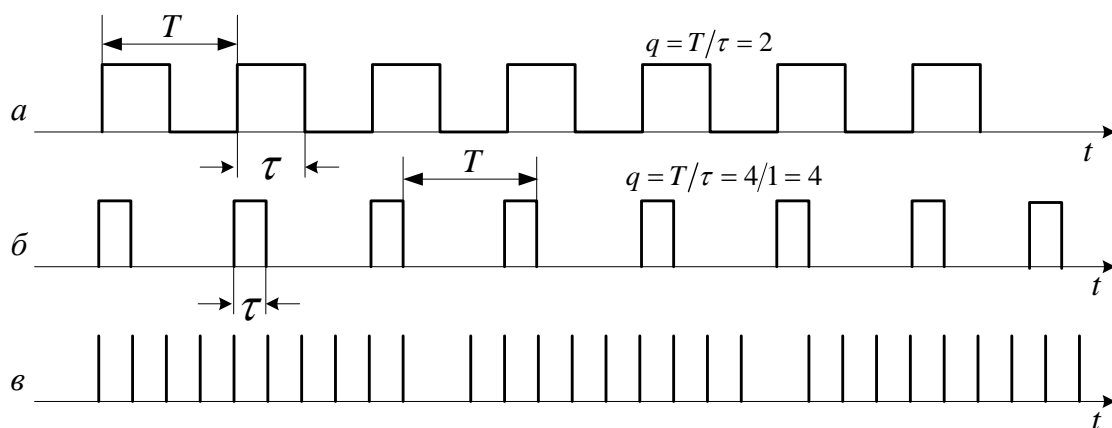 T
q = T/τ = 2
а
τ
t
T
q = T/τ = 4/1 = 4
б
τ
t
в
t